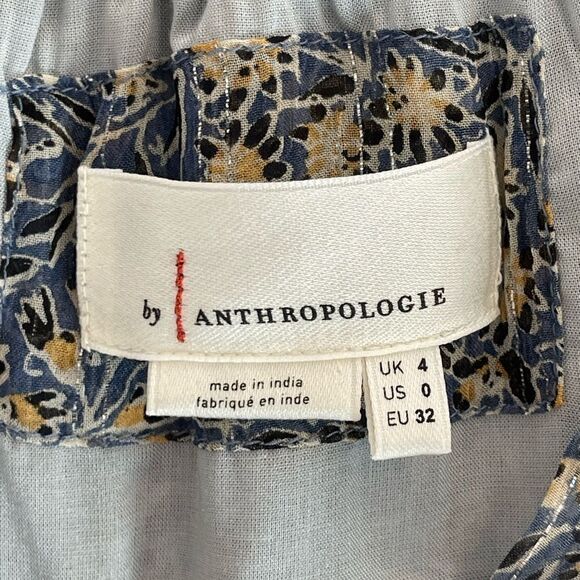 by ANTHROPOLOGIE
made in india
fabriqué en inde
UK 4
US 0
EU 32